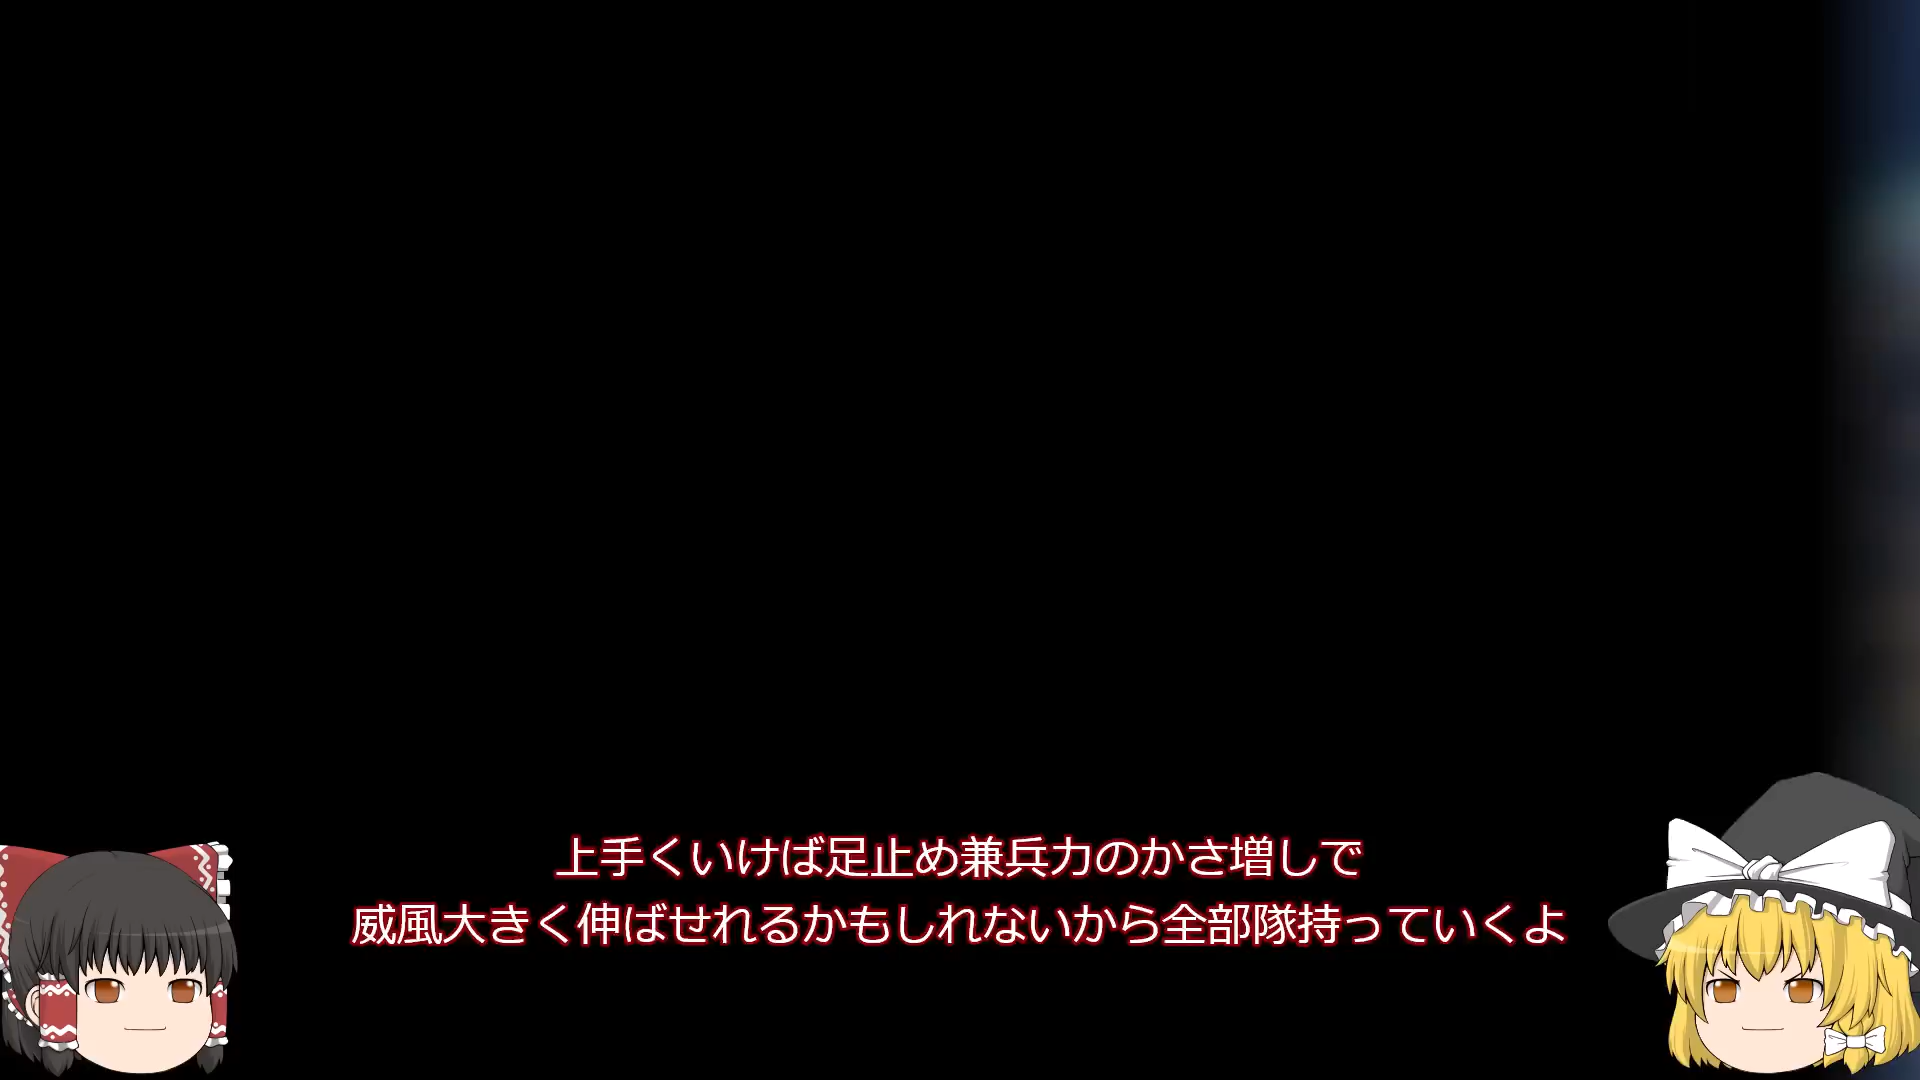 上手くいけば足止め兼兵力のかさ増しで
威風大きく伸ばせれるかもしれないから全部隊持っていくよ